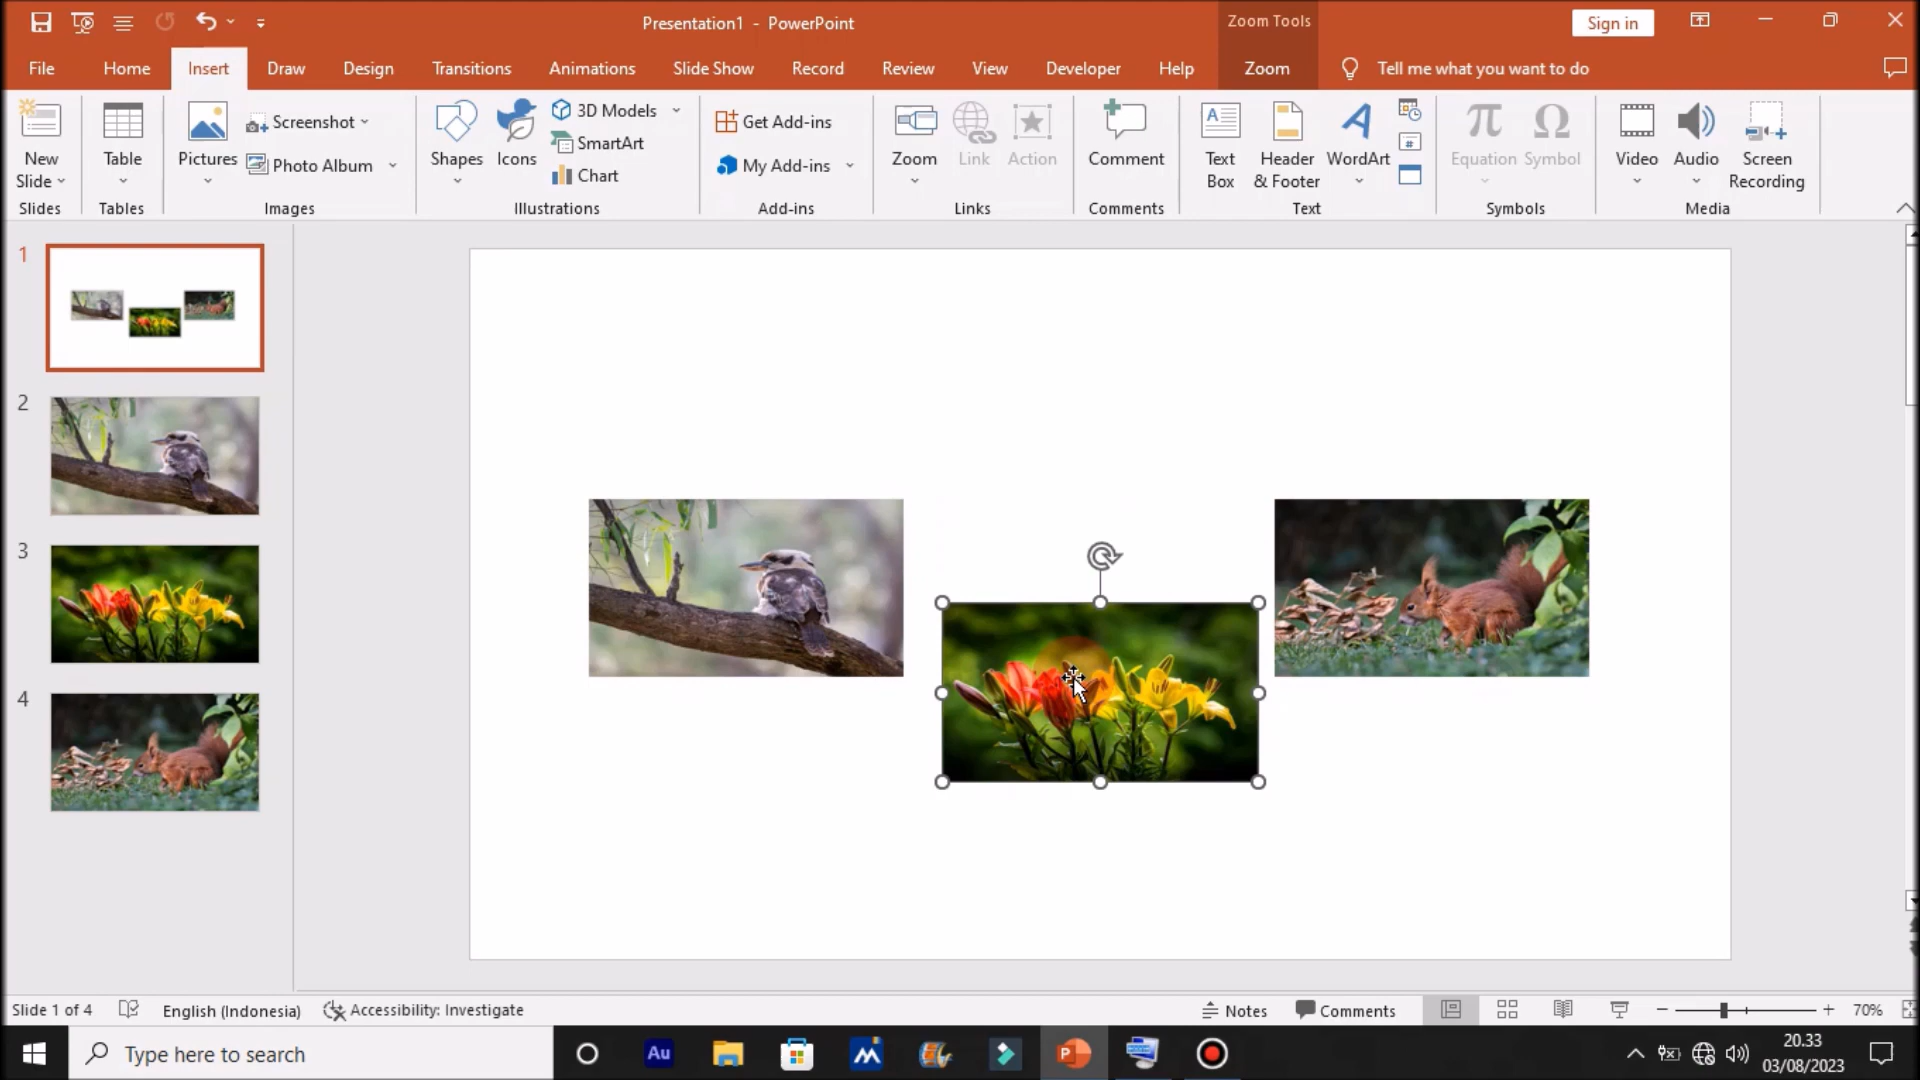 Presentation1 - PowerPoint
Zoom Tools
Sign in
File Home Insert Draw Design Transitions Animations Slide Show Record Review View Developer Help Zoom Tell me what you want to do
New Slide
Table
Pictures
Screenshot
Photo Album
Shapes
Icons
3D Models
SmartArt
Chart
Get Add-ins
My Add-ins
Zoom
Link
Action
Comment
Text Box
Header & Footer
WordArt
Equation
Symbol
Video
Audio
Screen Recording
Slides Tables Images Illustrations Add-ins Links Comments Text Symbols Media
1
2
3
4
Slide 1 of 4 English (Indonesia) Accessibility: Investigate Notes Comments 70%
Type here to search
Au
20.33
03/08/2023